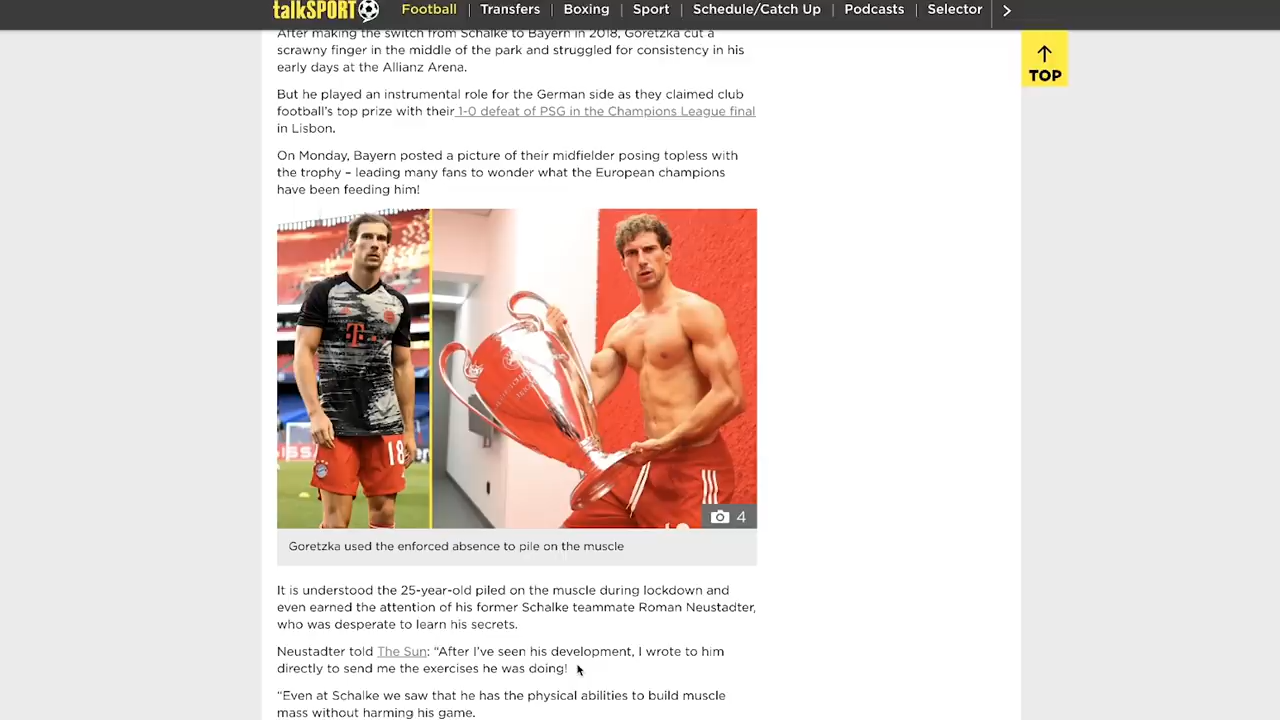 talkSPORT Football Transfers Boxing Sport Schedule/Catch Up Podcasts Selector
TOP
After making the switch from Schalke to Bayern in 2018, Goretzka cut a
scrawny finger in the middle of the park and struggled for consistency in his
early days at the Allianz Arena.
But he played an instrumental role for the German side as they claimed club
football's top prize with their 1-0 defeat of PSG in the Champions League final
in Lisbon.
On Monday, Bayern posted a picture of their midfielder posing topless with
the trophy – leading many fans to wonder what the European champions
have been feeding him!
T
18
4
Goretzka used the enforced absence to pile on the muscle
It is understood the 25-year-old piled on the muscle during lockdown and
even earned the attention of his former Schalke teammate Roman Neustadter,
who was desperate to learn his secrets.
Neustadter told The Sun: “After I've seen his development, I wrote to him
directly to send me the exercises he was doing!
“Even at Schalke we saw that he has the physical abilities to build muscle
mass without harming his game.